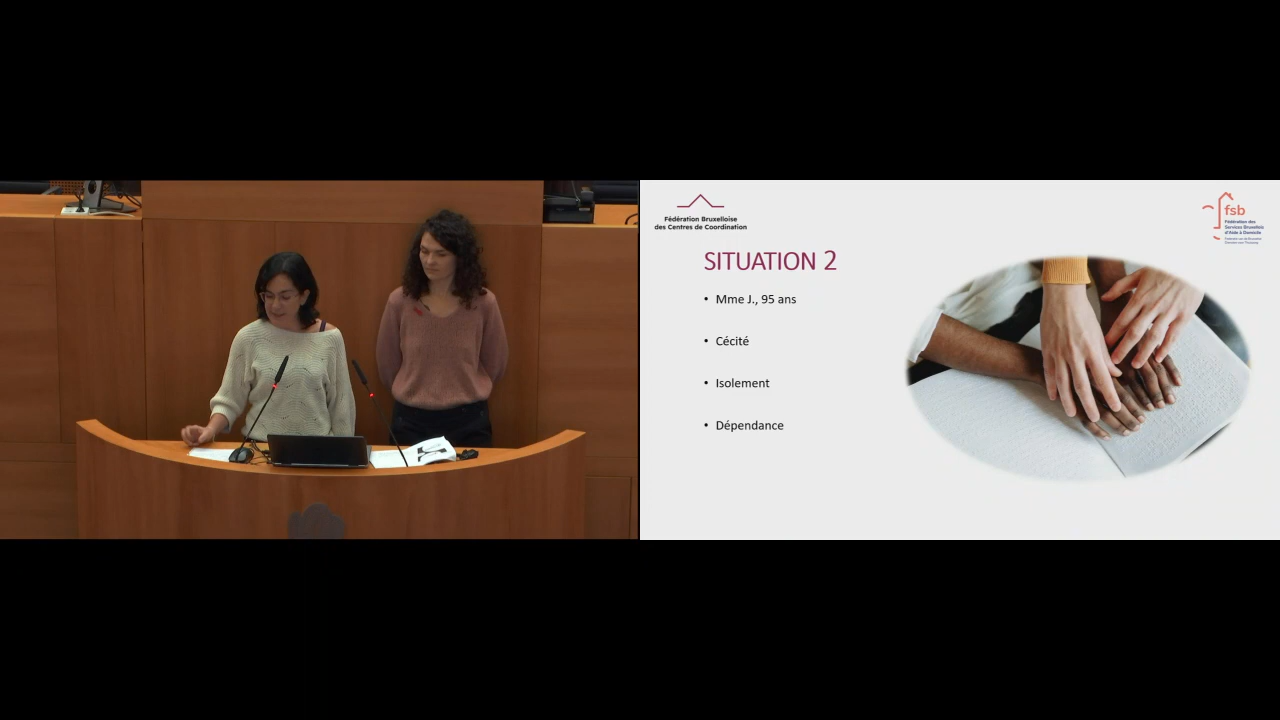 Fédération Bruxelloise
des Centres de Coordination
fsb
Fédération des
Services Bruxellois
d'Aide à Domicile
SITUATION 2
• Mme J., 95 ans
• Cécité
• Isolement
• Dépendance